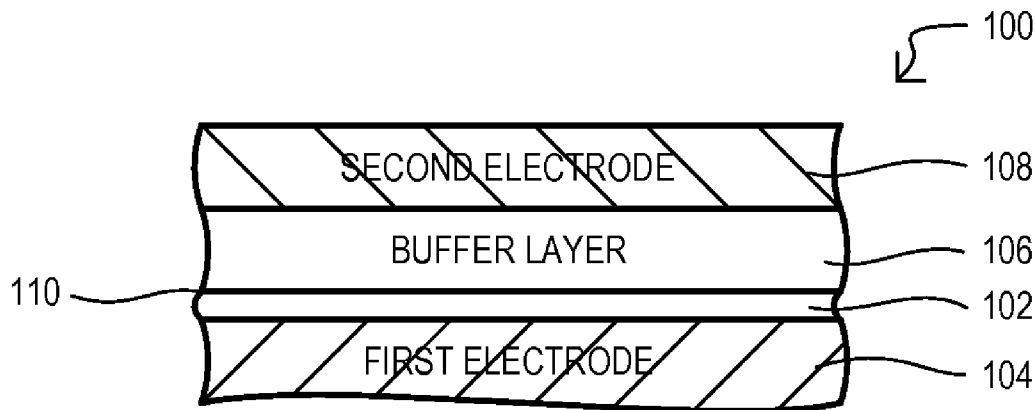 100
SECOND ELECTRODE
108
BUFFER LAYER
106
110
102
FIRST ELECTRODE
104